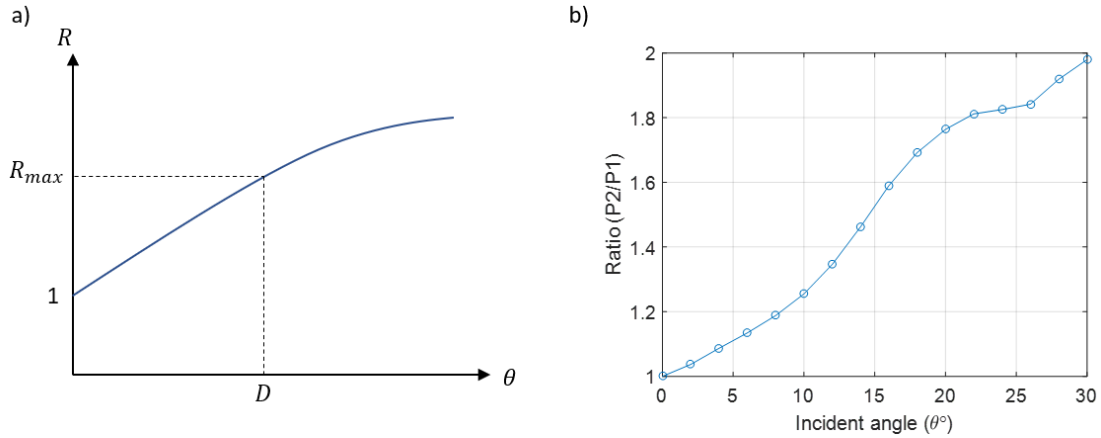 a)
R
R_max
1
D
θ
b)
2
1.8
1.6
1.4
1.2
1
Ratio (P2/P1)
0 5 10 15 20 25 30
Incident angle (θ°)